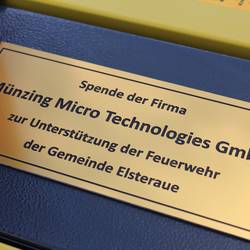 Spende der Firma
Münzing Micro Technologies Gmb
zur Unterstützung der Feuerwehr
der Gemeinde Elsteraue